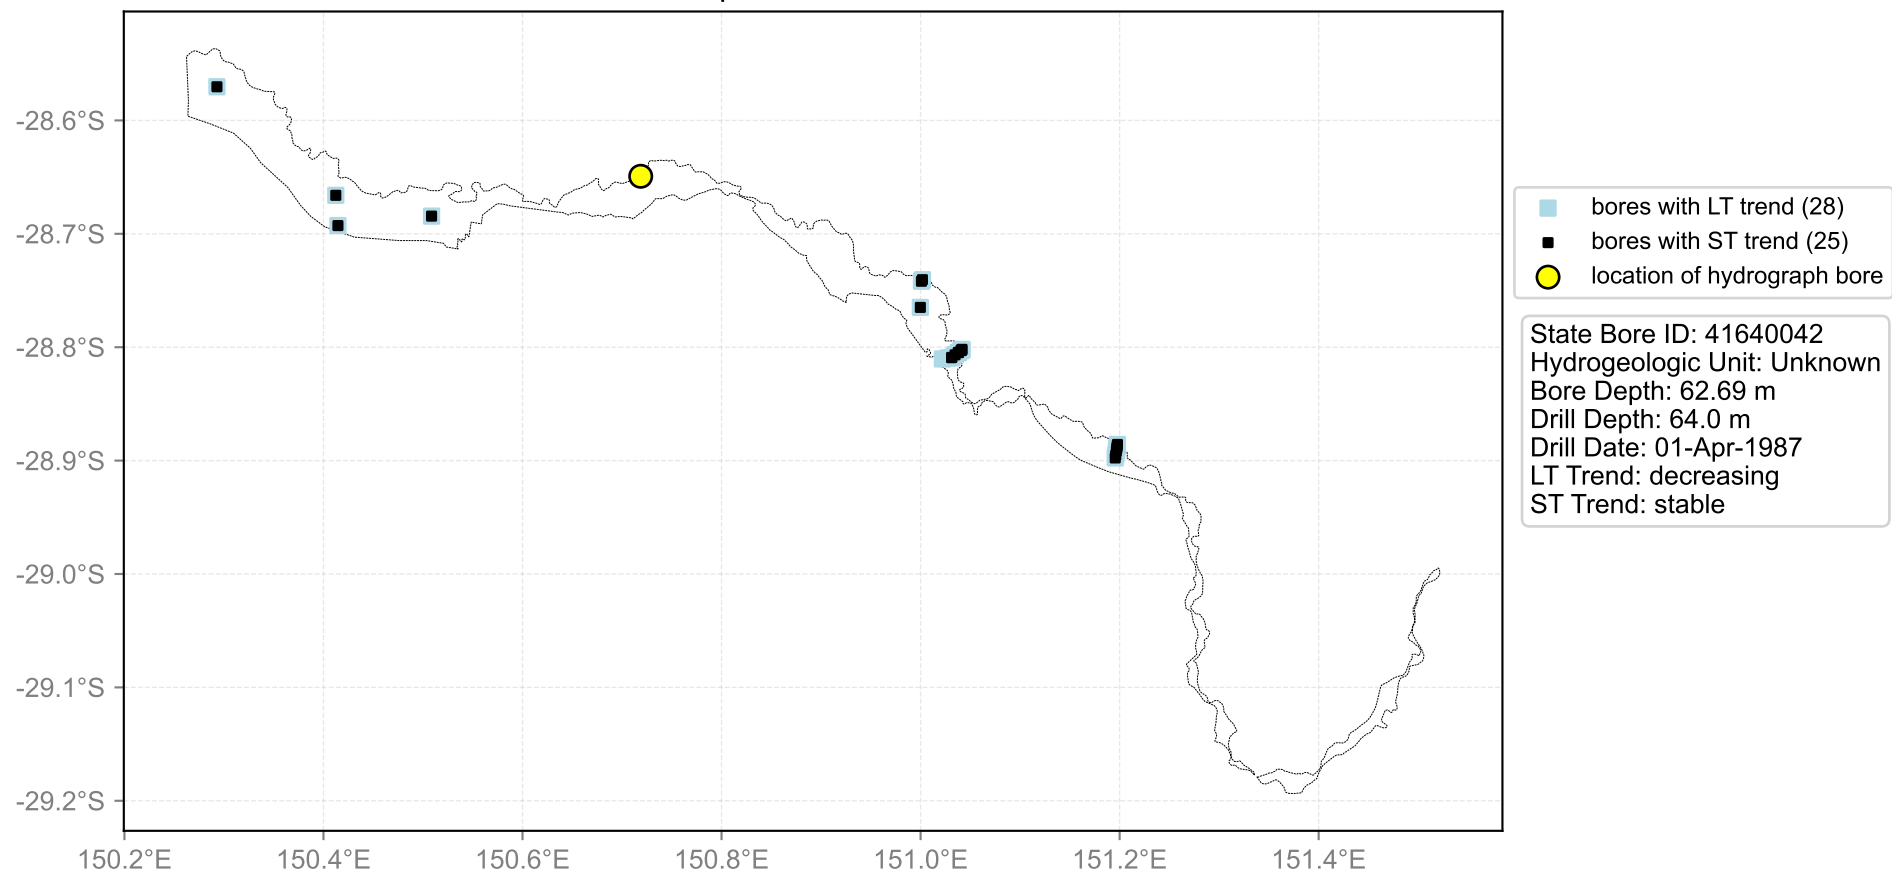 -28.6°S
-28.7°S
-28.8°S
-28.9°S
-29.0°S
-29.1°S
-29.2°S
150.2°E
150.4°E
150.6°E
150.8°E
151.0°E
151.2°E
151.4°E
bores with LT trend (28)
bores with ST trend (25)
location of hydrograph bore
State Bore ID: 41640042
Hydrogeologic Unit: Unknown
Bore Depth: 62.69 m
Drill Depth: 64.0 m
Drill Date: 01-Apr-1987
LT Trend: decreasing
ST Trend: stable